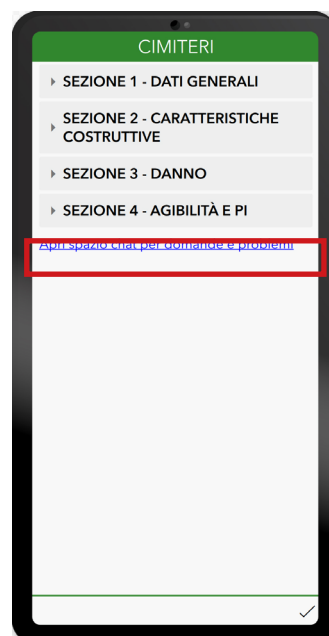 CIMITERI
SEZIONE 1 - DATI GENERALI
SEZIONE 2 - CARATTERISTICHE
COSTRUTTIVE
SEZIONE 3 - DANNO
SEZIONE 4 - AGIBILITÀ E PI
Apri spazio chat per domande e problemi